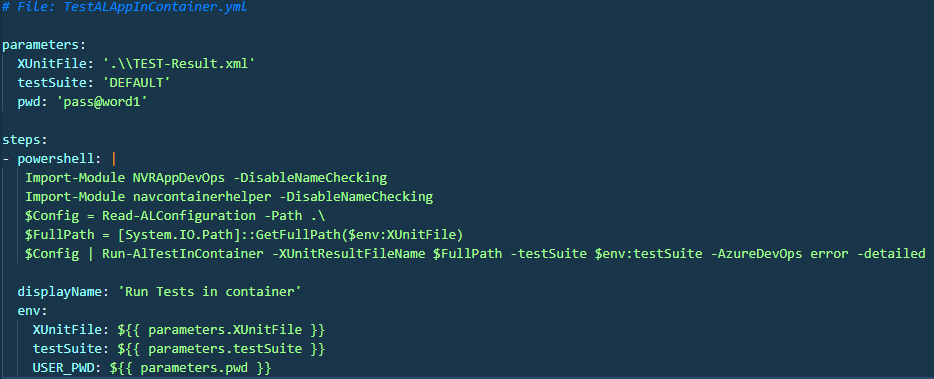 # File: TestALAppInContainer.yml
parameters:
  XUnitFile: '.\\TEST-Result.xml'
  testSuite: 'DEFAULT'
  pwd: 'pass@word1'
steps:
- powershell: |
   Import-Module NVRAppDevOps -DisableNameChecking
   Import-Module navcontainerhelper -DisableNameChecking
   $Config = Read-ALConfiguration -Path .\
   $FullPath = [System.IO.Path]::GetFullPath($env:XUnitFile)
   $Config | Run-AlTestInContainer -XUnitResultFileName $FullPath -testSuite $env:testSuite -AzureDevOps error -detailed
  displayName: 'Run Tests in container'
  env:
    XUnitFile: ${{ parameters.XUnitFile }}
    testSuite: ${{ parameters.testSuite }}
    USER_PWD: ${{ parameters.pwd }}